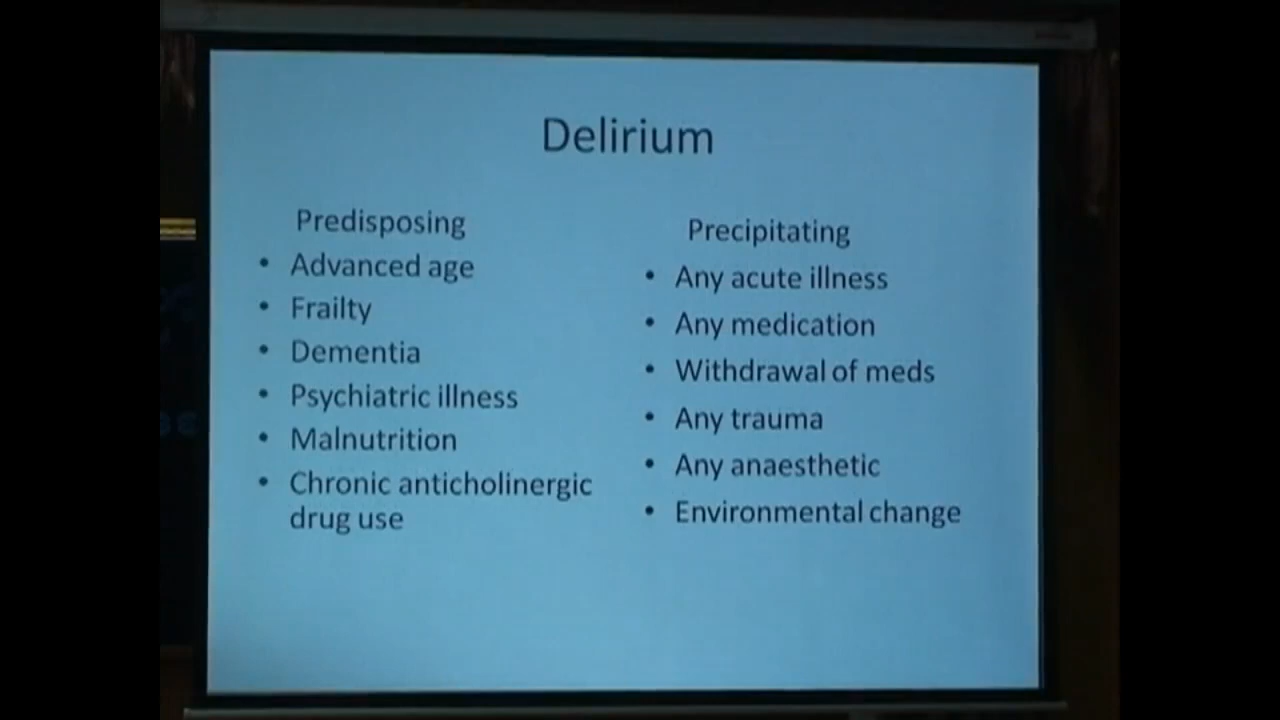 Delirium
Predisposing
• Advanced age
• Frailty
• Dementia
• Psychiatric illness
• Malnutrition
• Chronic anticholinergic
drug use
Precipitating
• Any acute illness
• Any medication
• Withdrawal of meds
• Any trauma
• Any anaesthetic
• Environmental change